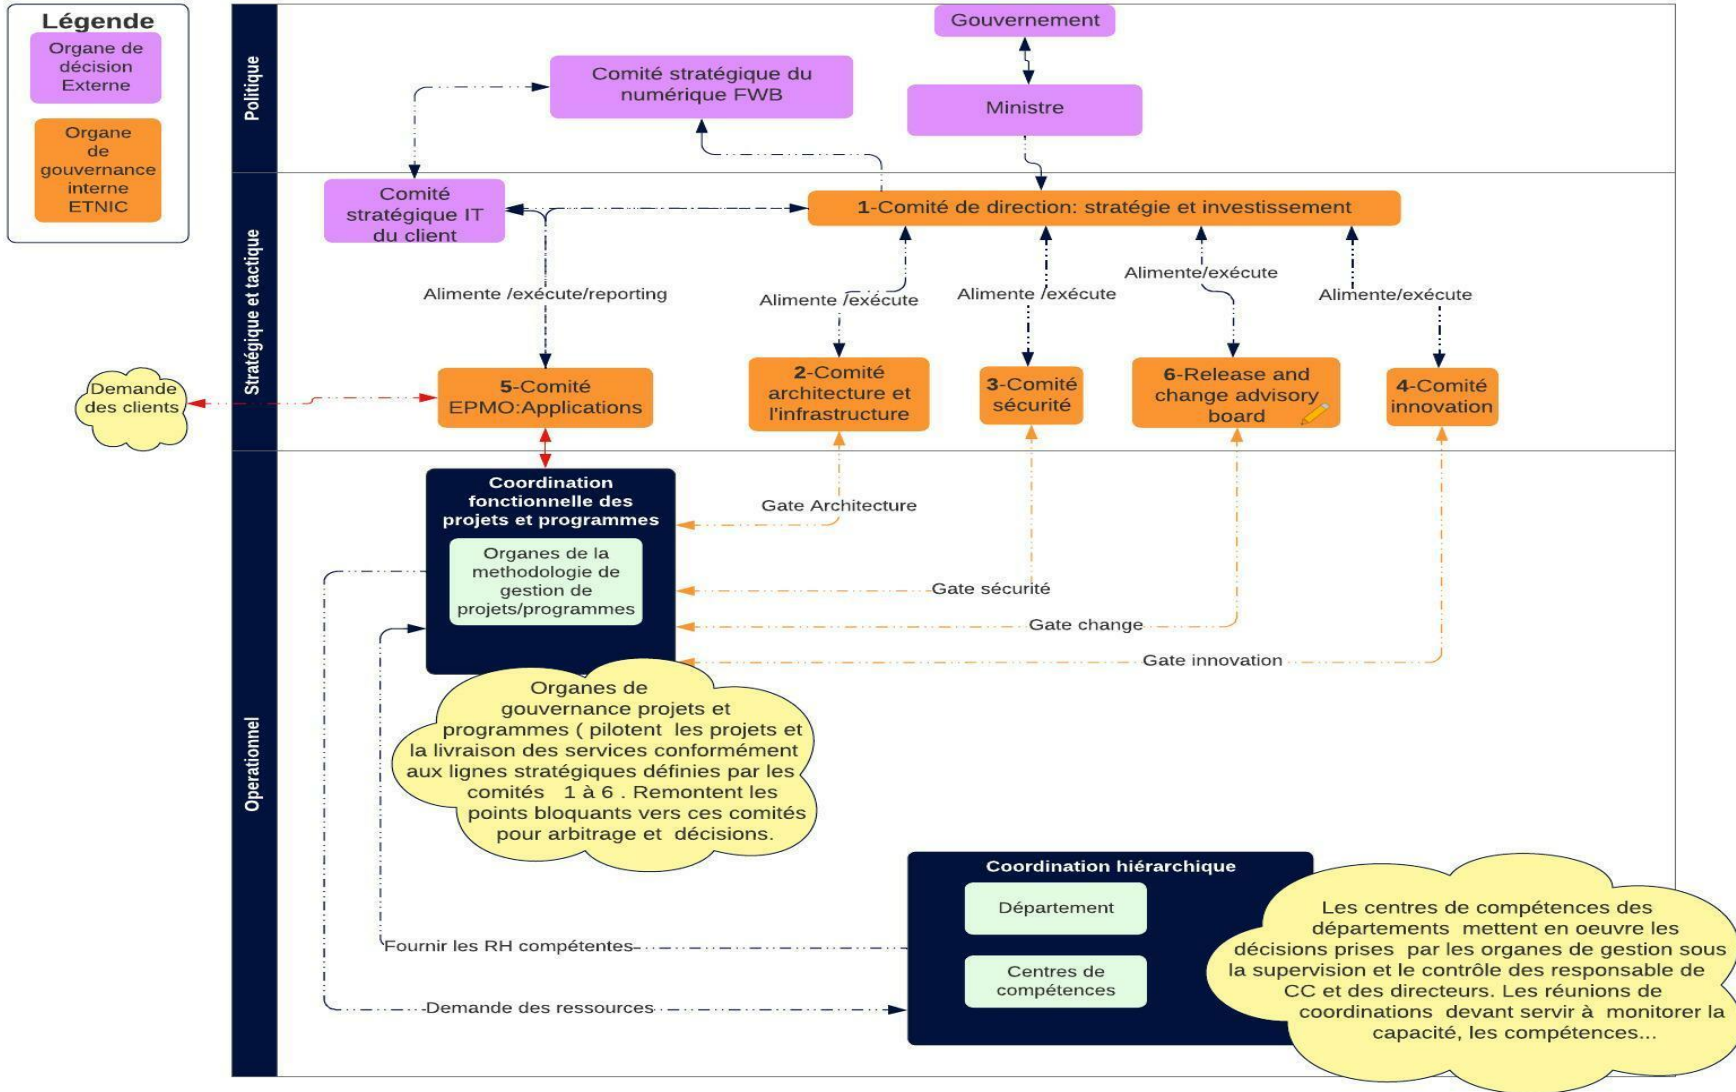 Légende
Organe de
décision
Externe
Organe
de
gouvernance
interne
ETNIC
Politique
Gouvernement
Comité stratégique du
numérique FWB
Ministre
Stratégique et tactique
Comité
stratégique IT
du client
1-Comité de direction: stratégie et investissement
Alimente /exécute/reporting
Alimente /exécute
Alimente /exécute
Alimente/exécute
Alimente/exécute
Demande
des clients
5-Comité
EPMO:Applications
2-Comité
architecture et
l'infrastructure
3-Comité
sécurité
6-Release and
change advisory
board
4-Comité
innovation
Operationnel
Coordination
fonctionnelle des
projets et programmes
Organes de la
methodologie de
gestion de
projets/programmes
Gate Architecture
Gate sécurité
Gate change
Gate innovation
Organes de
gouvernance projets et
programmes ( pilotent les projets et
la livraison des services conformément
aux lignes stratégiques définies par les
comités 1 à 6 . Remontent les
points bloquants vers ces comités
pour arbitrage et décisions.
Coordination hiérarchique
Département
Centres de
compétences
Fournir les RH compétentes
Demande des ressources
Les centres de compétences des
départements mettent en oeuvre les
décisions prises par les organes de gestion sous
la supervision et le contrôle des responsable de
CC et des directeurs. Les réunions de
coordinations devant servir à monitorer la
capacité, les compétences...